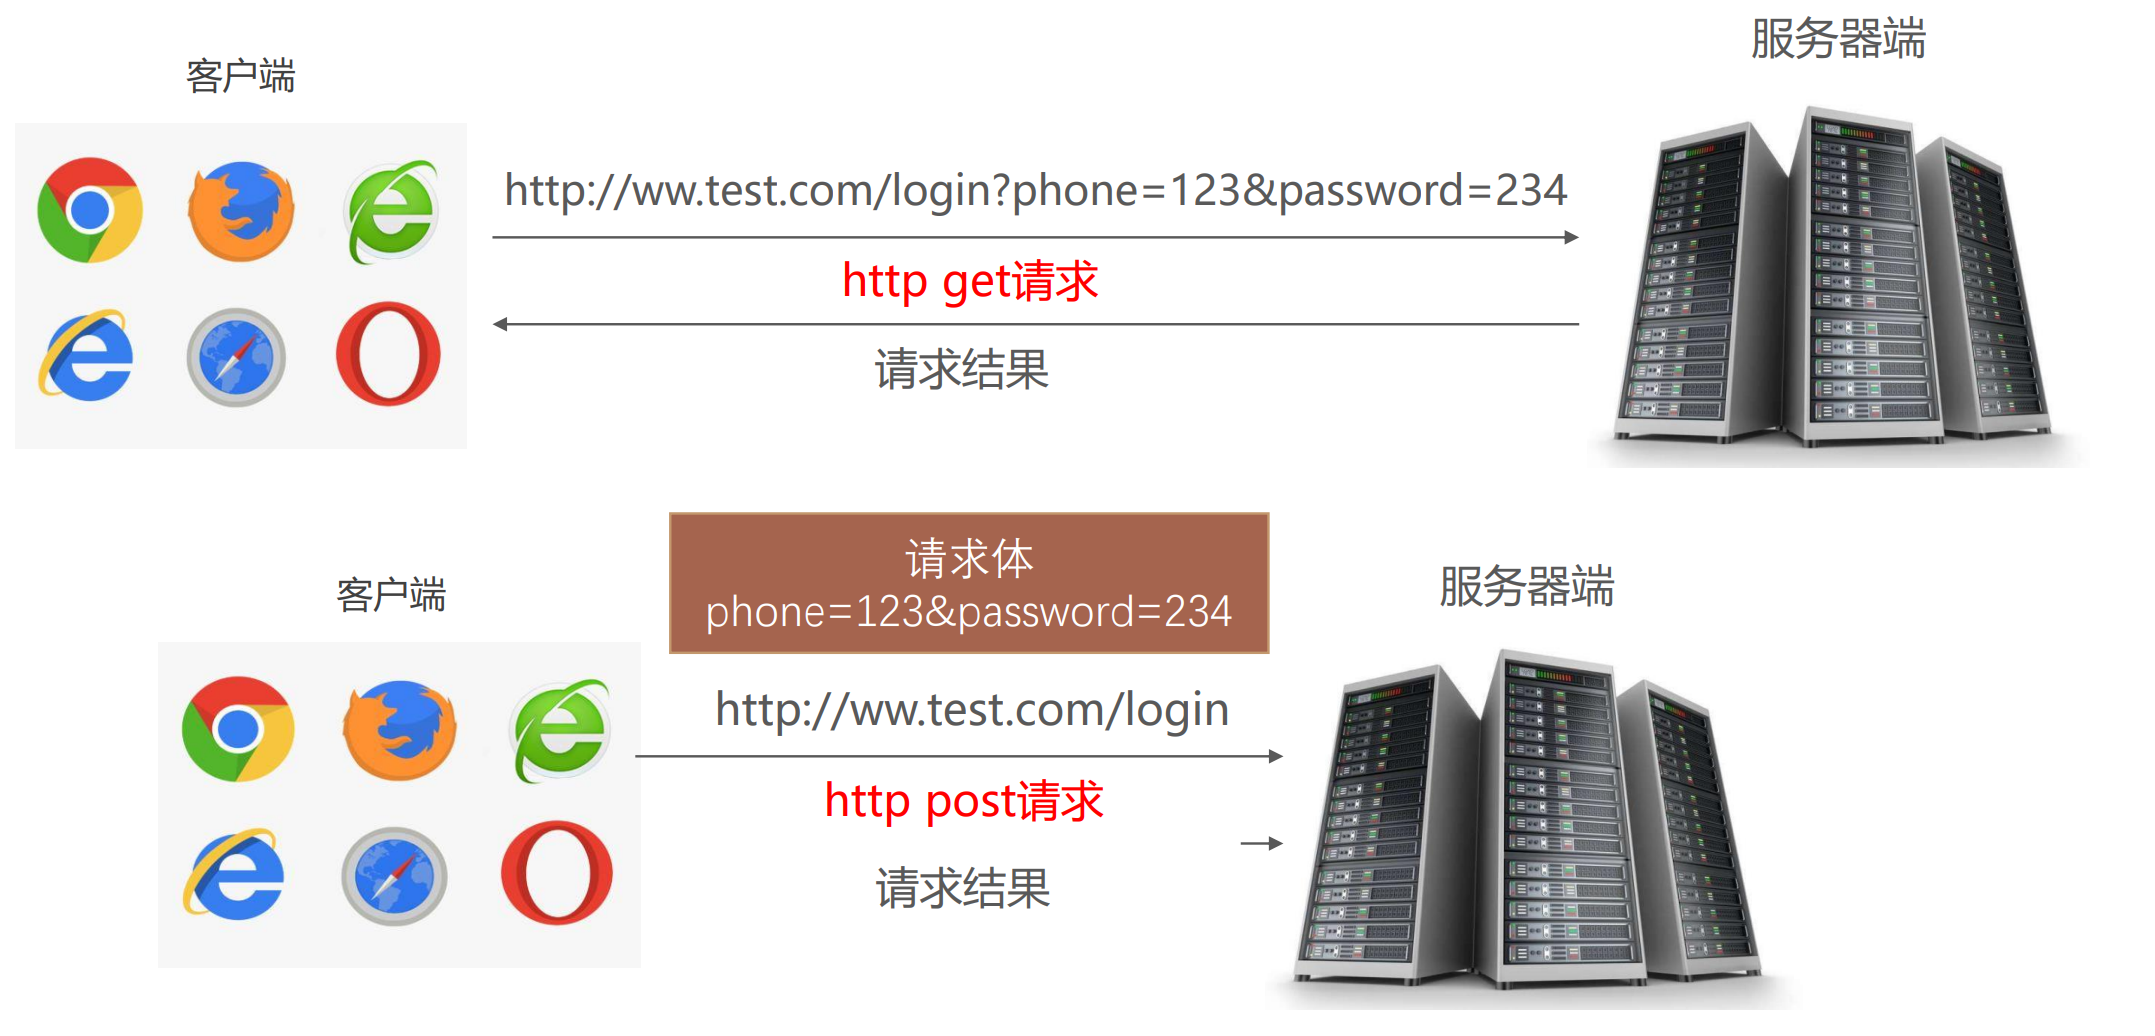 客户端
服务器端
http://ww.test.com/login?phone=123&password=234
http get请求
请求结果
请求体
phone=123&password=234
客户端
服务器端
http://ww.test.com/login
http post请求
请求结果